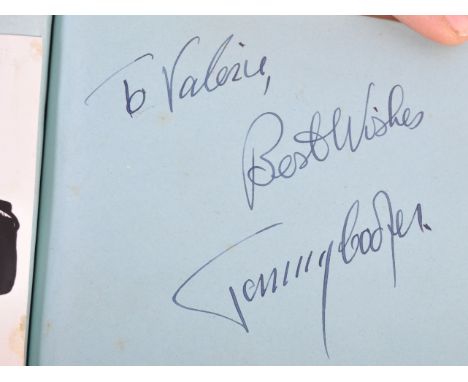 To Valerie,
Best Wishes
Tommy Cooper.